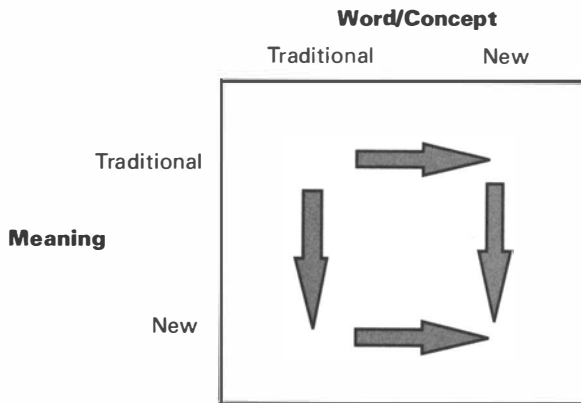 Word/Concept
Traditional New
Traditional
Meaning
New